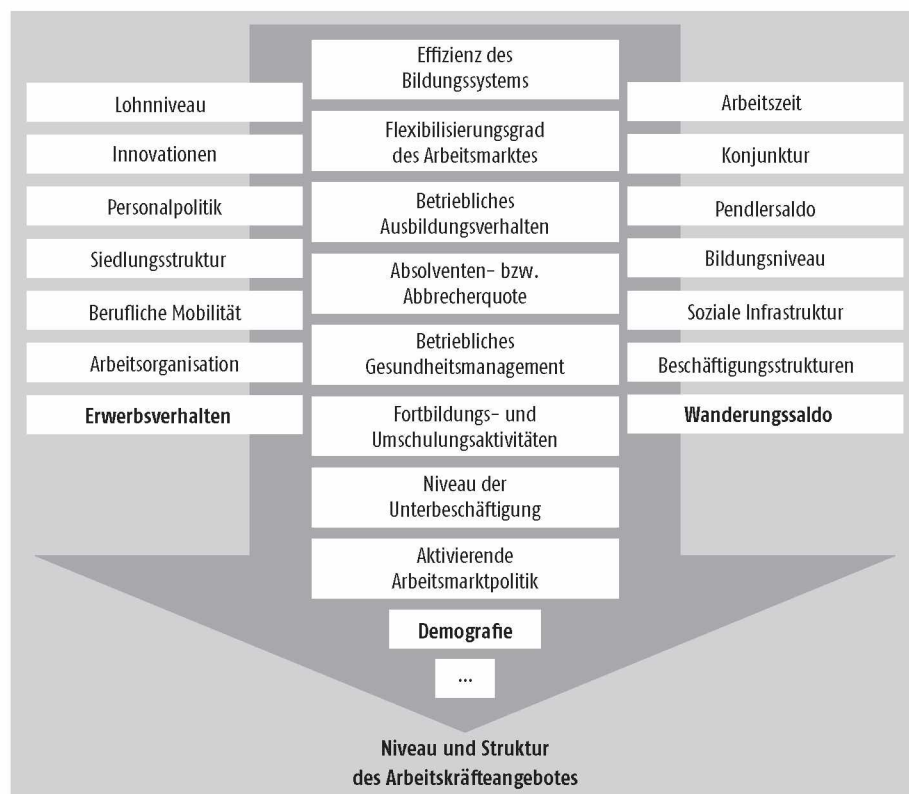 Effizienz des
Bildungssystems
Lohnniveau
Arbeitszeit
Flexibilisierungsgrad
des Arbeitsmarktes
Innovationen
Konjunktur
Betriebliches
Ausbildungsverhalten
Personalpolitik
Pendlersaldo
Siedlungsstruktur
Absolventen- bzw.
Abbrecherquote
Bildungsniveau
Berufliche Mobilität
Soziale Infrastruktur
Betriebliches
Gesundheitsmanagement
Arbeitsorganisation
Beschäftigungsstrukturen
Erwerbsverhalten
Fortbildungs- und
Umschulungsaktivitäten
Wanderungssaldo
Niveau der
Unterbeschäftigung
Aktivierende
Arbeitsmarktpolitik
Demografie
...
Niveau und Struktur
des Arbeitskräfteangebotes